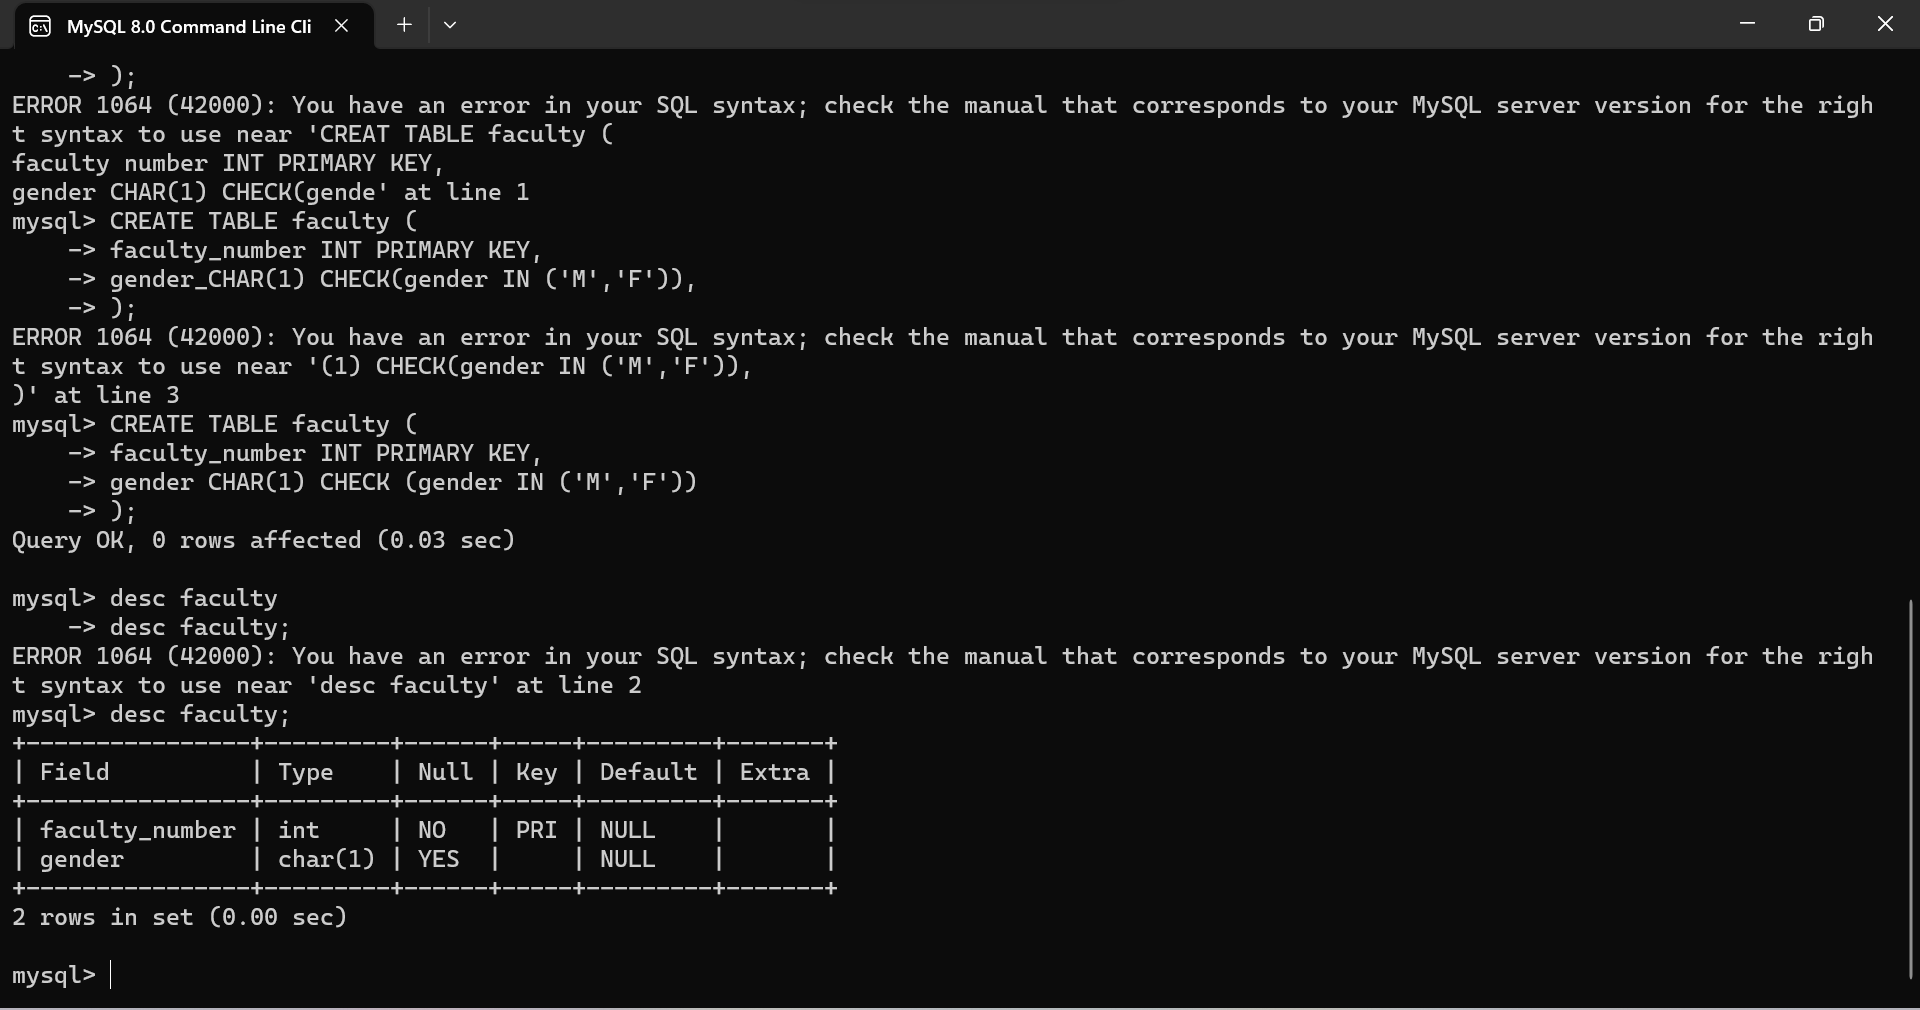 MySQL 8.0 Command Line Cli
    -> );
ERROR 1064 (42000): You have an error in your SQL syntax; check the manual that corresponds to your MySQL server version for the righ
t syntax to use near 'CREAT TABLE faculty (
faculty number INT PRIMARY KEY,
gender CHAR(1) CHECK(gende' at line 1
mysql> CREATE TABLE faculty (
    -> faculty_number INT PRIMARY KEY,
    -> gender_CHAR(1) CHECK(gender IN ('M','F')),
    -> );
ERROR 1064 (42000): You have an error in your SQL syntax; check the manual that corresponds to your MySQL server version for the righ
t syntax to use near '(1) CHECK(gender IN ('M','F')),
)' at line 3
mysql> CREATE TABLE faculty (
    -> faculty_number INT PRIMARY KEY,
    -> gender CHAR(1) CHECK (gender IN ('M','F'))
    -> );
Query OK, 0 rows affected (0.03 sec)

mysql> desc faculty
    -> desc faculty;
ERROR 1064 (42000): You have an error in your SQL syntax; check the manual that corresponds to your MySQL server version for the righ
t syntax to use near 'desc faculty' at line 2
mysql> desc faculty;
+----------------+---------+------+-----+---------+-------+
| Field          | Type    | Null | Key | Default | Extra |
+----------------+---------+------+-----+---------+-------+
| faculty_number | int     | NO   | PRI | NULL    |       |
| gender         | char(1) | YES  |     | NULL    |       |
+----------------+---------+------+-----+---------+-------+
2 rows in set (0.00 sec)

mysql>